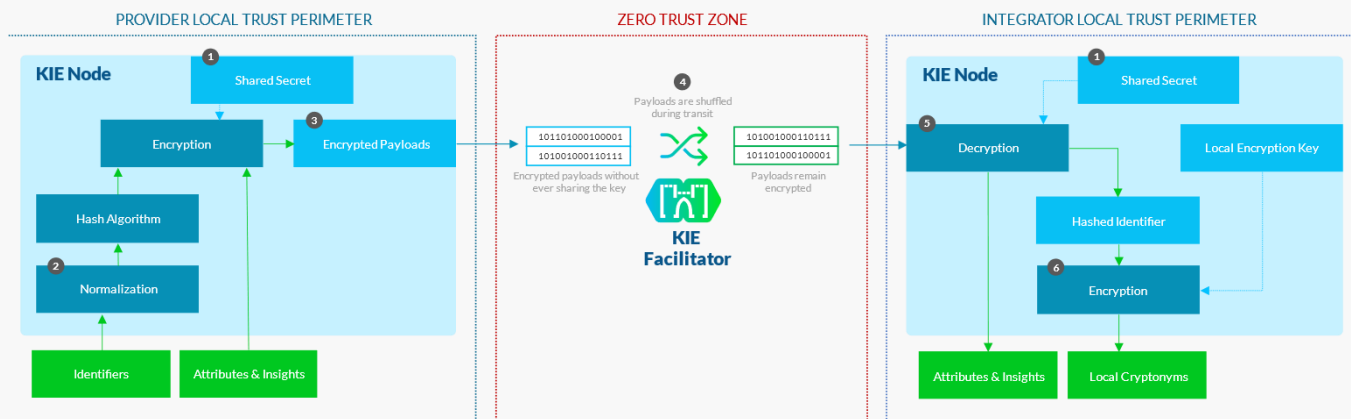 PROVIDER LOCAL TRUST PERIMETER
KIE Node
1
Shared Secret
Encryption
3
Encrypted Payloads
Hash Algorithm
2
Normalization
Identifiers
Attributes & Insights
ZERO TRUST ZONE
4
Payloads are shuffled
during transit
101101000100001
101001000110111
Encrypted payloads without
ever sharing the key
101001000110111
101101000100001
Payloads remain
encrypted
KIE
Facilitator
INTEGRATOR LOCAL TRUST PERIMETER
KIE Node
1
Shared Secret
5
Decryption
Local Encryption Key
Hashed Identifier
6
Encryption
Attributes & Insights
Local Cryptonyms